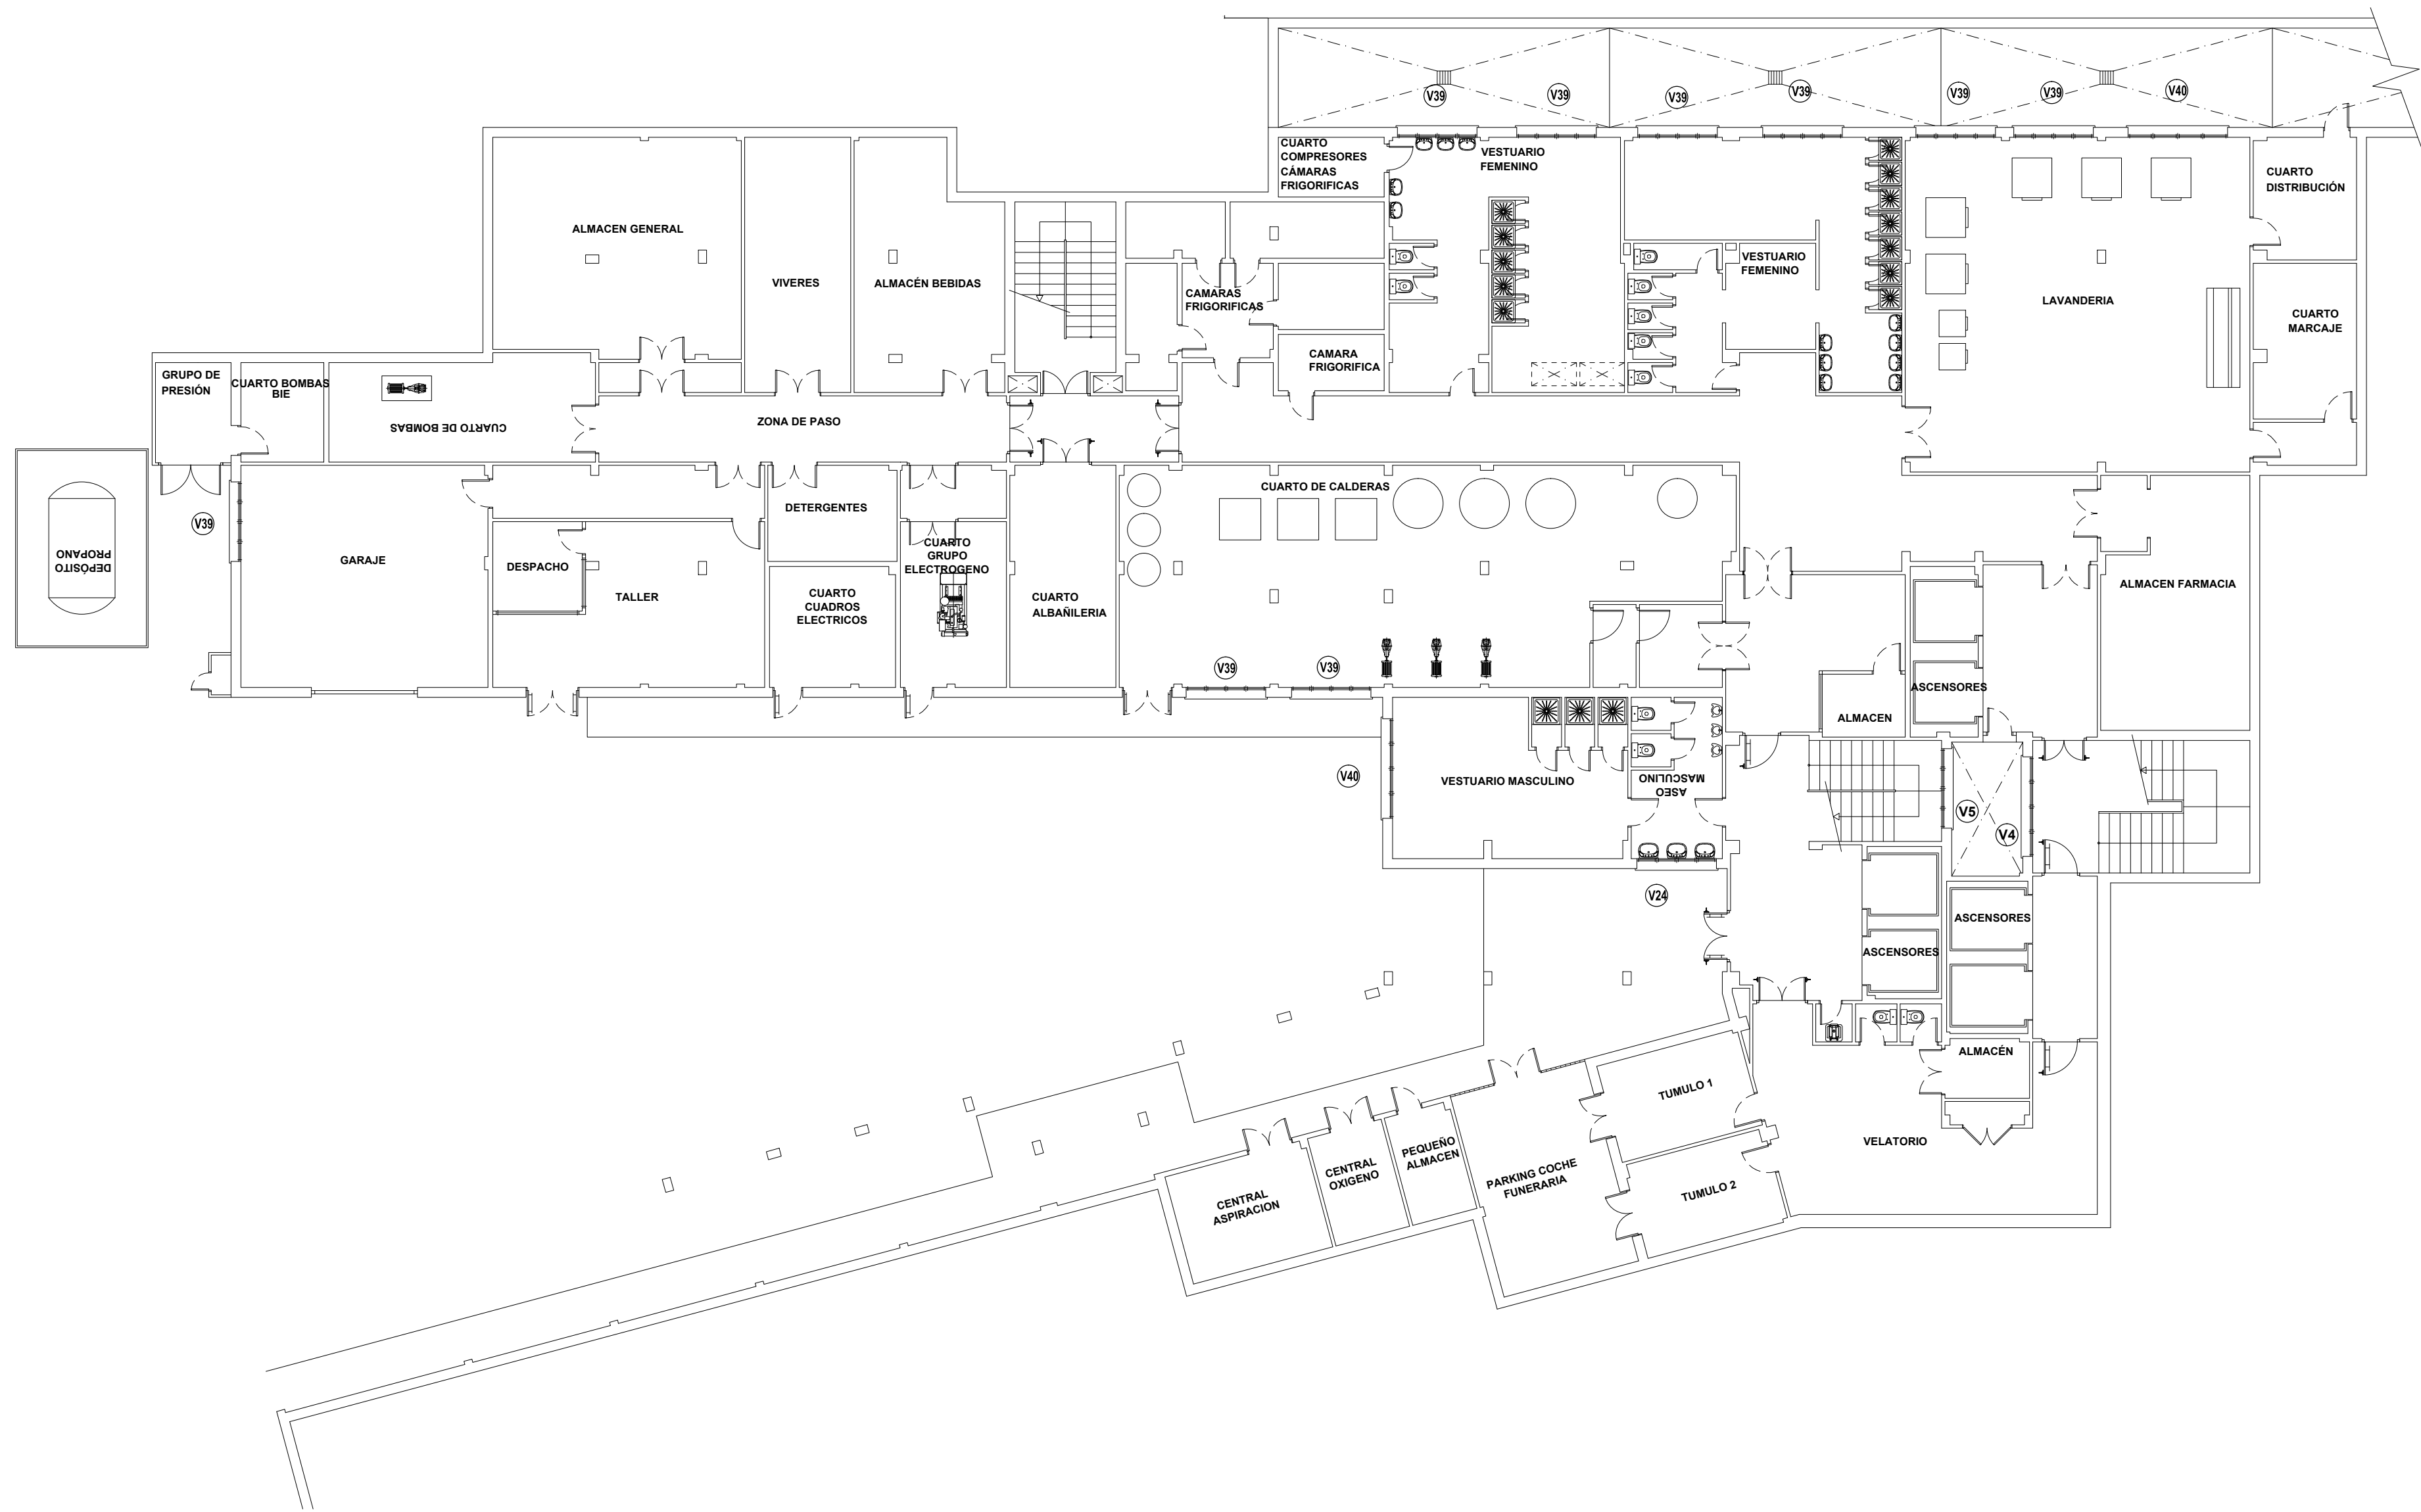 V39
V39
V39
V39
V39
V39
V40
CUARTO
COMPRESORES
CÁMARAS
FRIGORIFICAS
VESTUARIO
FEMENINO
CUARTO
DISTRIBUCIÓN
ALMACEN GENERAL
VIVERES
ALMACÉN BEBIDAS
CAMARAS
FRIGORIFICAS
VESTUARIO
FEMENINO
LAVANDERIA
CUARTO
MARCAJE
CAMARA
FRIGORIFICA
GRUPO DE
PRESIÓN
CUARTO BOMBAS
BIE
CUARTO DE BOMBAS
ZONA DE PASO
CUARTO DE CALDERAS
DETERGENTES
V39
DEPÓSITO
PROPANO
GARAJE
DESPACHO
TALLER
CUARTO
GRUPO
ELECTROGENO
CUARTO
CUADROS
ELECTRICOS
CUARTO
ALBAÑILERIA
ALMACEN FARMACIA
V39
V39
ASCENSORES
ALMACEN
V40
VESTUARIO MASCULINO
ASEO
MASCULINO
V5
V4
V24
ASCENSORES
ASCENSORES
ALMACÉN
TUMULO 1
VELATORIO
PEQUEÑO
ALMACEN
CENTRAL
OXIGENO
PARKING COCHE
FUNERARIA
TUMULO 2
CENTRAL
ASPIRACION